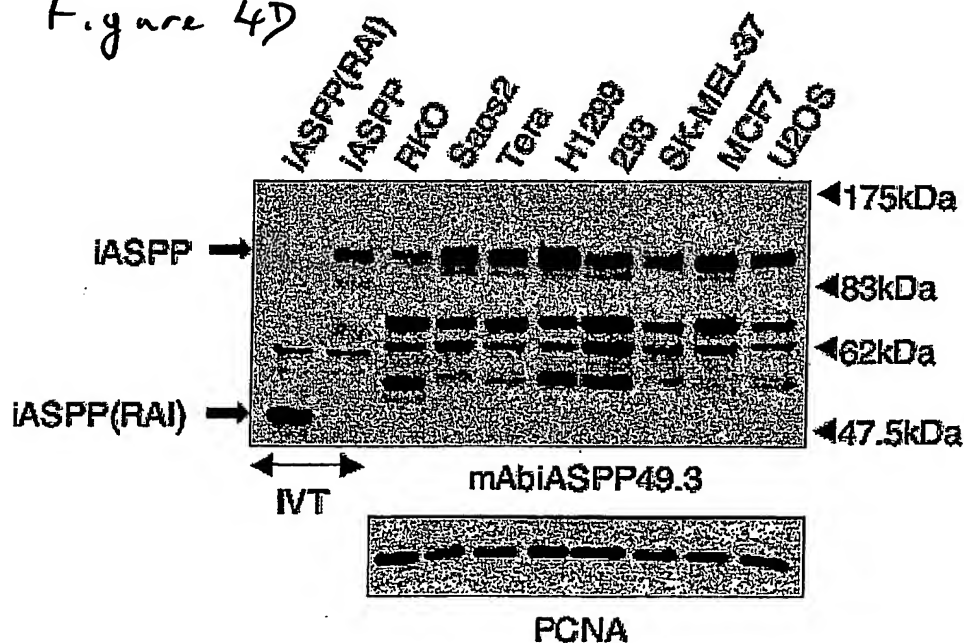 Figure 4D
iASPP(RAI)
iASPP
RKO
Saos2
Tera
H1299
293
SK-MEL-37
MCF7
U2OS
◀175kDa
iASPP
◀83kDa
◀62kDa
iASPP(RAI)
◀47.5kDa
IVT
mAbiASPP49.3
PCNA